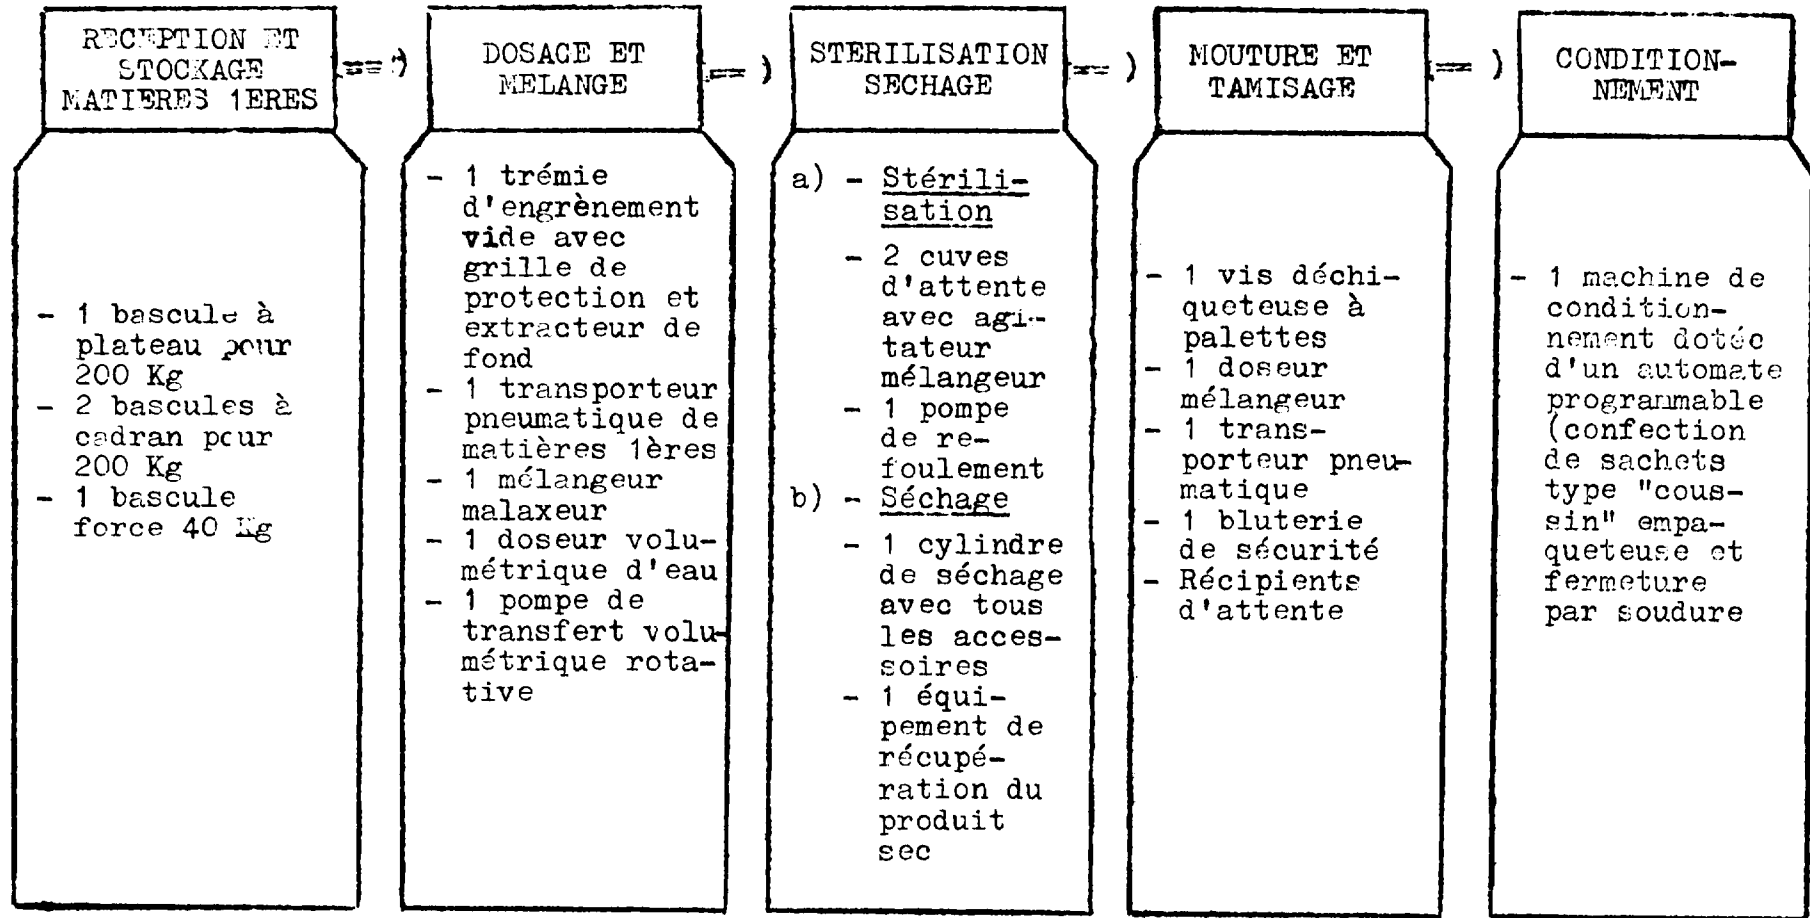 RECEPTION ET
STOCKAGE
MATIERES 1ERES
==)
DOSAGE ET
MELANGE
==)
STERILISATION
SECHAGE
==)
MOUTURE ET
TAMISAGE
==)
CONDITION-
NEMENT
- 1 bascule à
plateau pour
200 Kg
- 2 bascules à
cadran pour
200 Kg
- 1 bascule
force 40 Kg
- 1 trémie
d'engrènement
vide avec
grille de
protection et
extracteur de
fond
- 1 transporteur
pneumatique de
matières 1ères
- 1 mélangeur
malaxeur
- 1 doseur volu-
métrique d'eau
- 1 pompe de
transfert volu-
métrique rota-
tive
a) - Stérili-
sation
- 2 cuves
d'attente
avec agi-
tateur
mélangeur
- 1 pompe
de re-
foulement
b) - Séchage
- 1 cylindre
de séchage
avec tous
les acces-
soires
- 1 équi-
pement de
récupé-
ration du
produit
sec
- 1 vis déchi-
queteuse à
palettes
- 1 doseur
mélangeur
- 1 trans-
porteur pneu-
matique
- 1 bluterie
de sécurité
- Récipients
d'attente
- 1 machine de
condition-
nement dotée
d'un automate
programmable
(confection
de sachets
type "cous-
sin" empa-
queteuse et
fermeture
par soudure